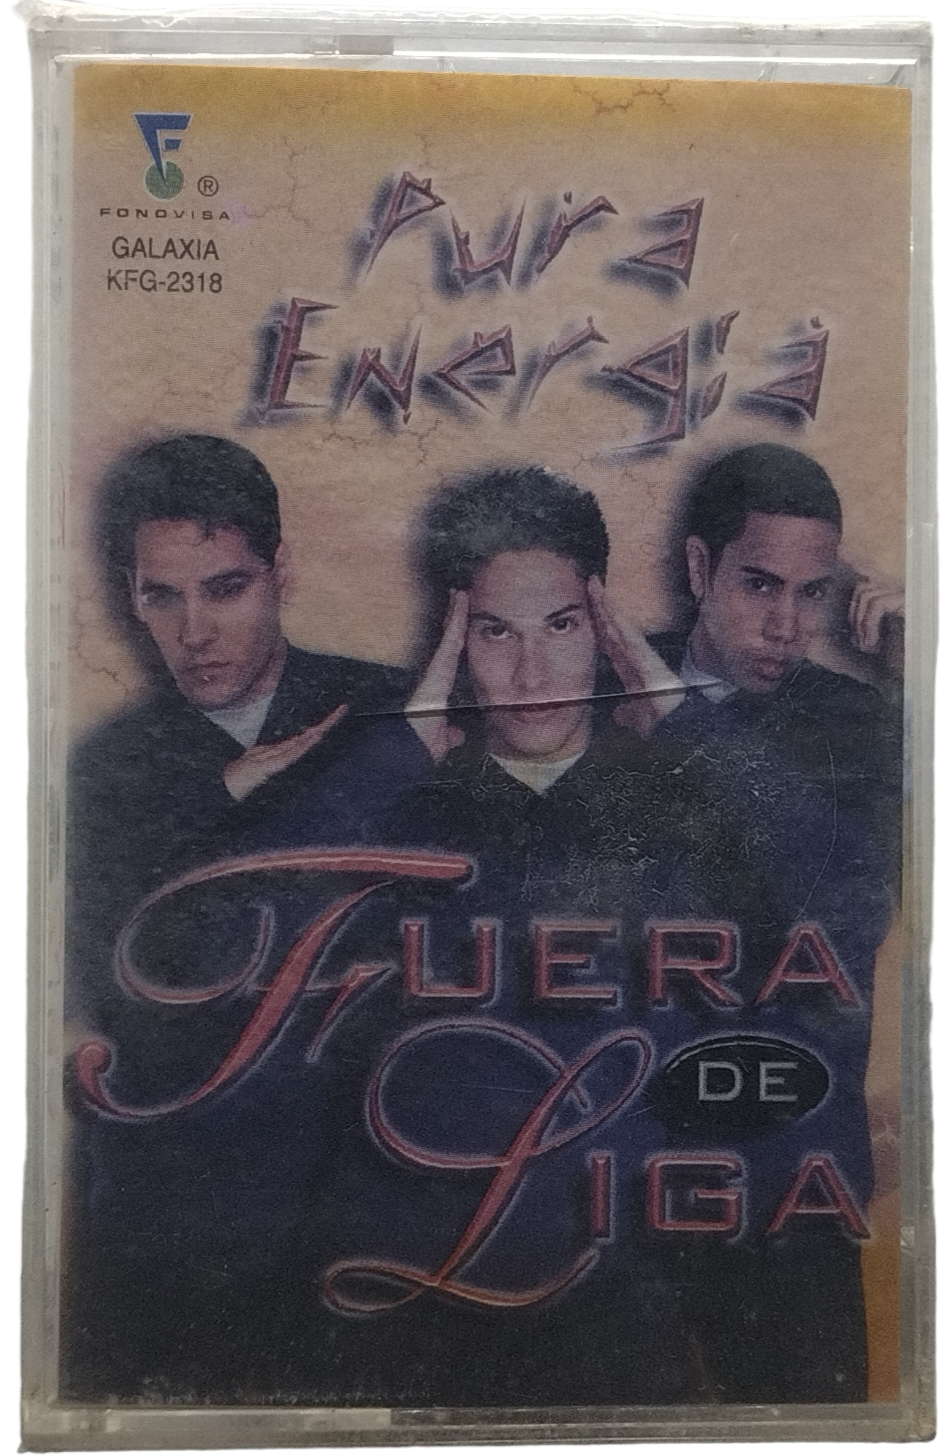 F ®
FONOVISA
GALAXIA
KFG-2318
Pura
Energía
FUERA
DE
LIGA